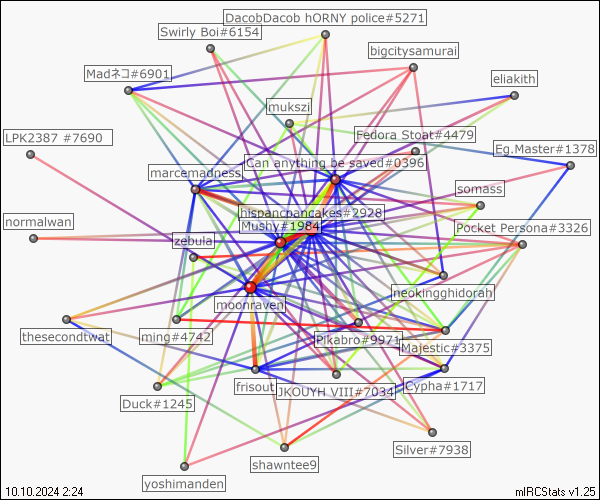 DacobDacob hORNY police#5271
Swirly Boi#6154
bigcitysamurai
Madネコ#6901
eliakith
mukszi
Fedora Stoat#4479
LPK2387 #7690
Eg.Master#1378
Can anything be saved#0396
marcemadness
somass
hispancpancakes#2928
normalwan
Mushy#1984
Pocket Persona#3326
zebula
neokingghidorah
moonraven
thesecondtwat
ming#4742
Pikabro#9971
Majestic#3375
frisout
JKOUYH VIII#7034
Cypha#1717
Duck#1245
Silver#7938
shawntee9
yoshimanden
10.10.2024 2:24
mIRCStats v1.25